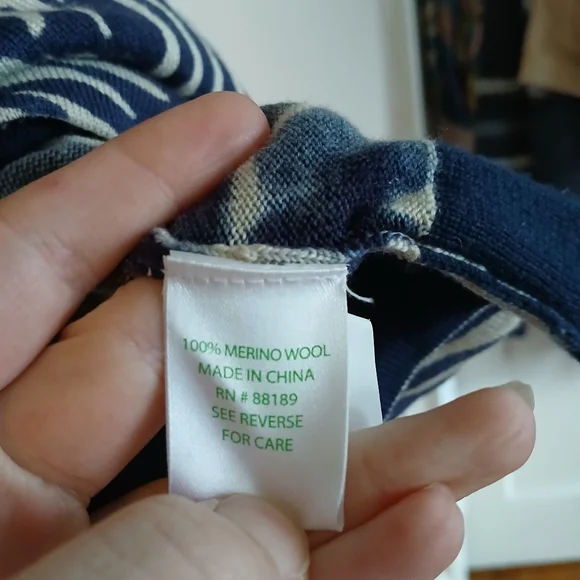 100% MERINO WOOL
MADE IN CHINA
RN # 88189
SEE REVERSE
FOR CARE